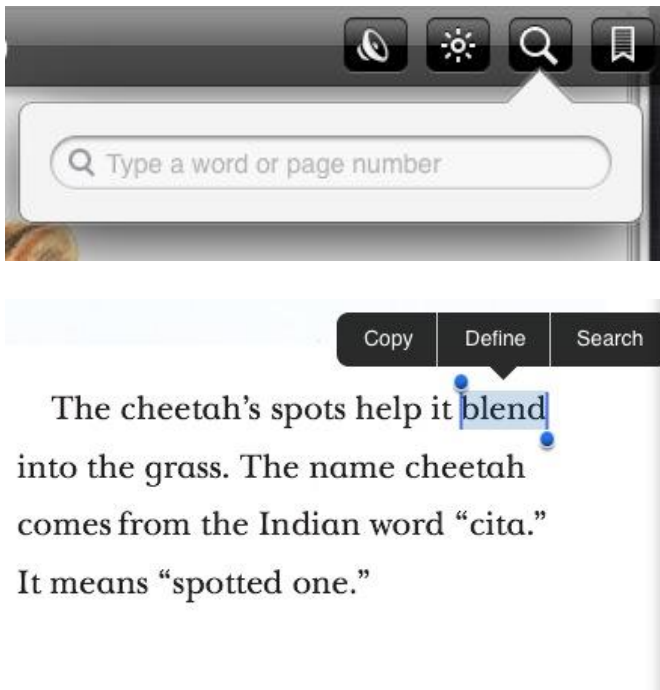 Type a word or page number
Copy Define Search
The cheetah’s spots help it blend
into the grass. The name cheetah
comes from the Indian word “cita.”
It means “spotted one.”